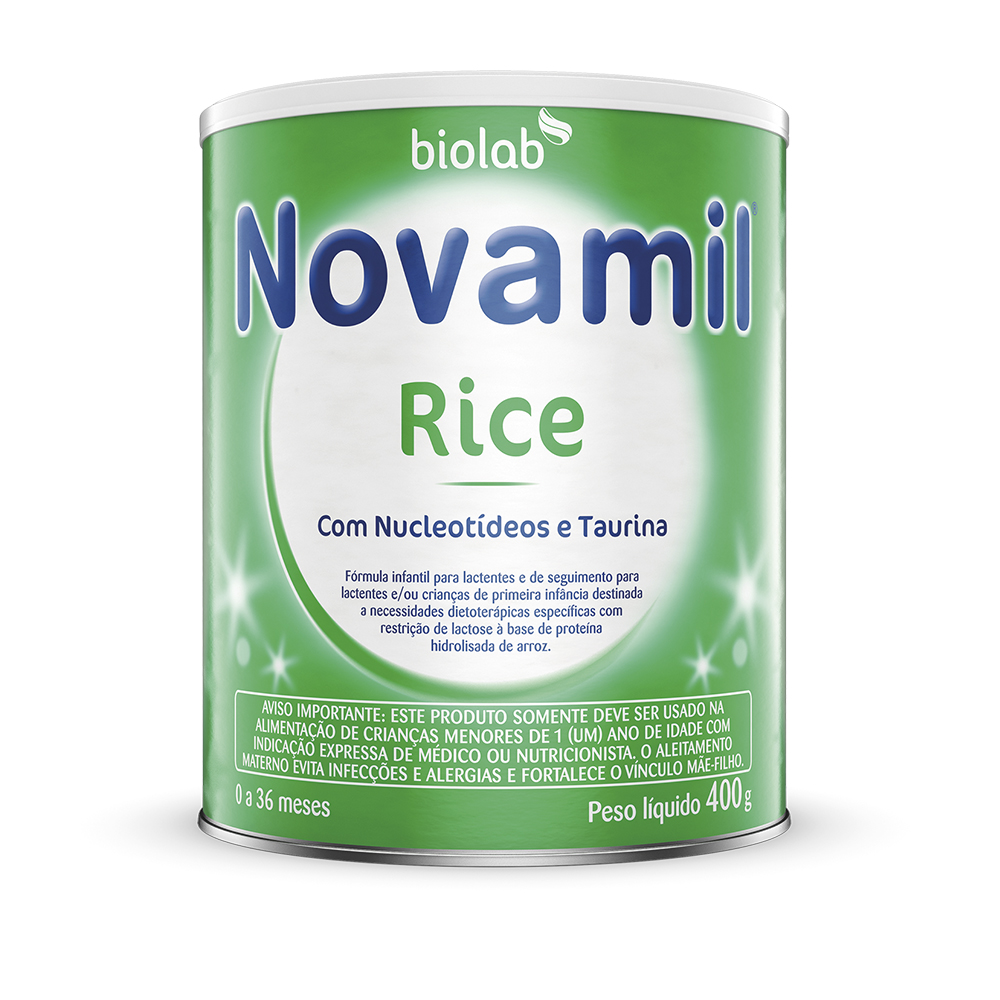 biolab
Novamil®
Rice
Com Nucleotídeos e Taurina
Fórmula infantil para lactentes e de seguimento para
lactentes e/ou crianças de primeira infância destinada
a necessidades dietoterápicas específicas com
restrição de lactose à base de proteína
hidrolisada de arroz.
AVISO IMPORTANTE: ESTE PRODUTO SOMENTE DEVE SER USADO NA
ALIMENTAÇÃO DE CRIANÇAS MENORES DE 1 (UM) ANO DE IDADE COM
INDICAÇÃO EXPRESSA DE MÉDICO OU NUTRICIONISTA. O ALEITAMENTO
MATERNO EVITA INFECÇÕES E ALERGIAS E FORTALECE O VÍNCULO MÃE-FILHO.
0 a 36 meses
Peso líquido 400g